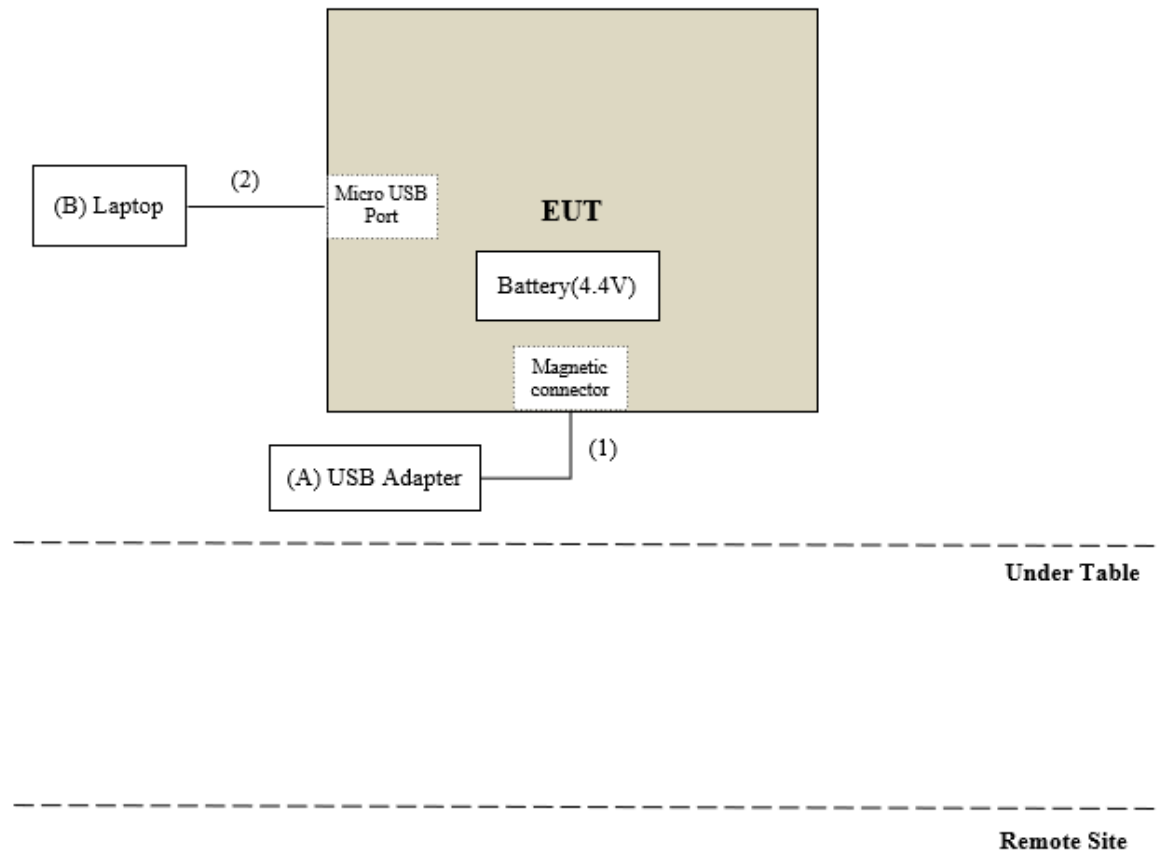 (B) Laptop
(2)
Micro USB
Port
EUT
Battery(4.4V)
Magnetic
connector
(1)
(A) USB Adapter
Under Table
Remote Site